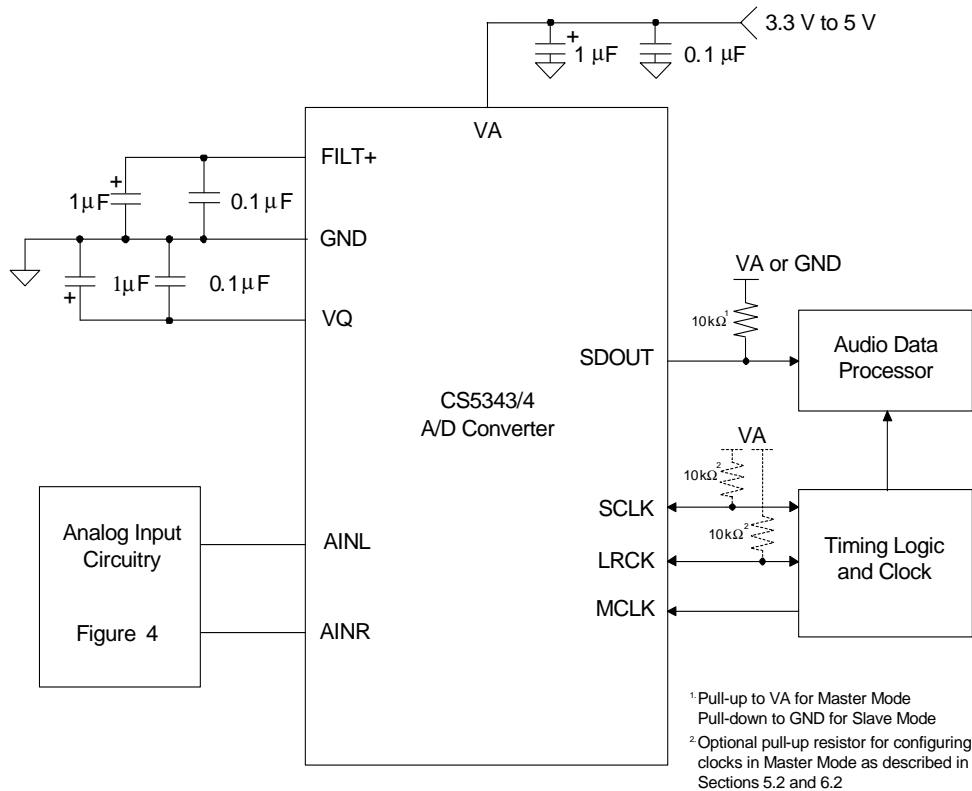 3.3 V to 5 V
+
1 µF
0.1 µF
VA
FILT+
+
1µF
0.1µF
GND
1µF
0.1µF
+
VQ
VA or GND
10kΩ1
SDOUT
Audio Data
Processor
CS5343/4
A/D Converter
VA
10kΩ2
SCLK
10kΩ2
LRCK
MCLK
Timing Logic
and Clock
Analog Input
Circuitry
Figure 4
AINL
AINR
1. Pull-up to VA for Master Mode
Pull-down to GND for Slave Mode
2. Optional pull-up resistor for configuring
clocks in Master Mode as described in
Sections 5.2 and 6.2